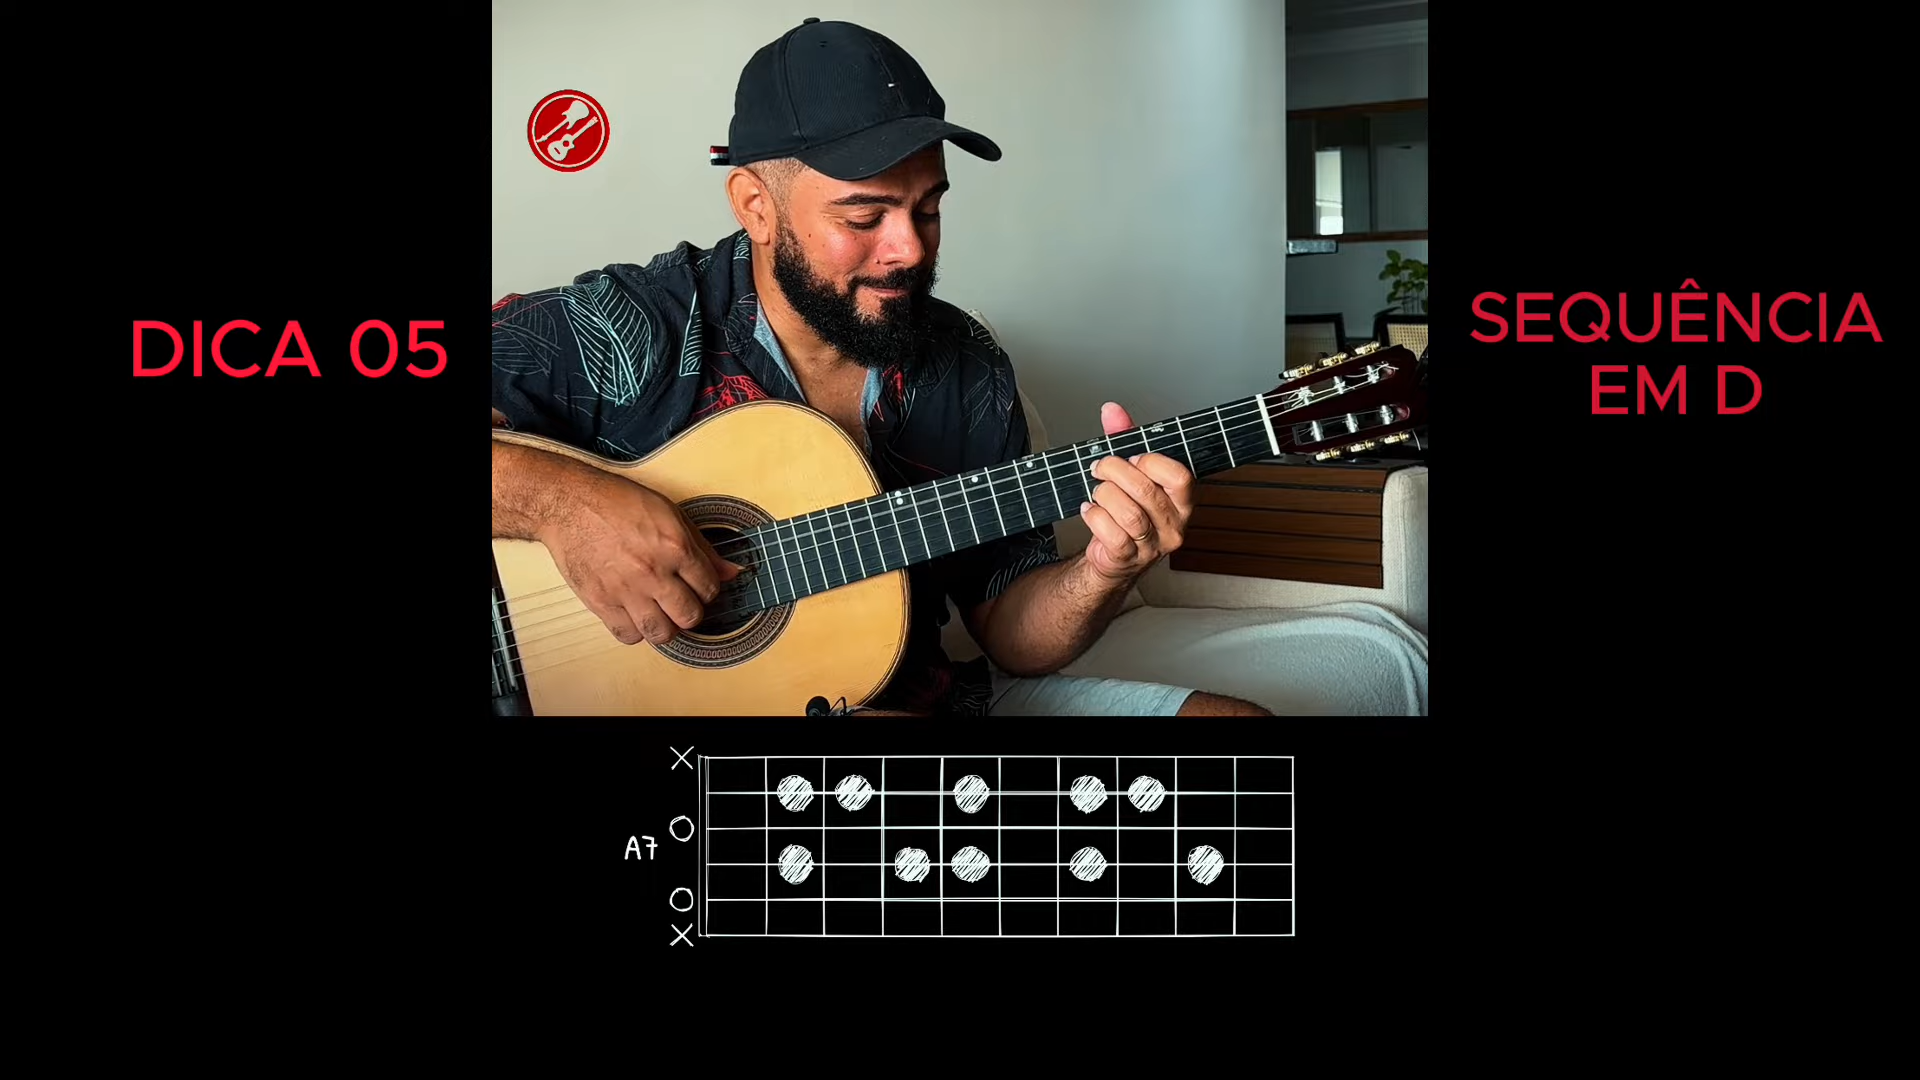 DICA 05
SEQUÊNCIA
EM D
X
O
A7
O
X